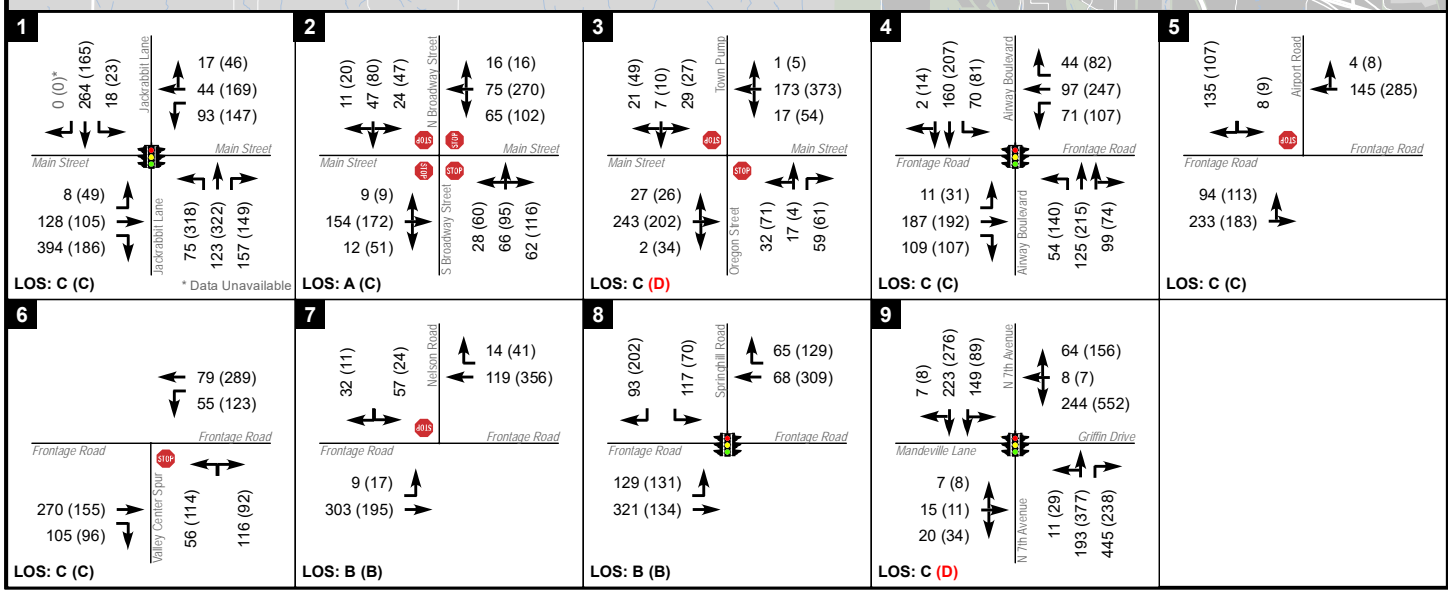 1
Jackrabbit Lane
0 (0)*
264 (165)
18 (23)
17 (46)
44 (169)
93 (147)
Main Street
Main Street
8 (49)
128 (105)
394 (186)
Jackrabbit Lane
75 (318)
123 (322)
157 (149)
LOS: C (C)
* Data Unavailable
2
N Broadway Street
11 (20)
47 (80)
24 (47)
16 (16)
75 (270)
65 (102)
STOP
STOP
Main Street
Main Street
STOP
STOP
9 (9)
154 (172)
12 (51)
S Broadway Street
28 (60)
66 (95)
62 (116)
LOS: A (C)
3
Town Pump
21 (49)
7 (10)
29 (27)
1 (5)
173 (373)
17 (54)
STOP
Main Street
Main Street
STOP
27 (26)
243 (202)
2 (34)
Oregon Street
32 (71)
17 (4)
59 (61)
LOS: C (D)
4
Airway Boulevard
2 (14)
160 (207)
70 (81)
44 (82)
97 (247)
71 (107)
Frontage Road
Frontage Road
11 (31)
187 (192)
109 (107)
Airway Boulevard
54 (140)
125 (215)
99 (74)
LOS: C (C)
5
Airport Road
135 (107)
8 (9)
4 (8)
145 (285)
STOP
Frontage Road
Frontage Road
94 (113)
233 (183)
LOS: C (C)
6
79 (289)
55 (123)
Frontage Road
Frontage Road
STOP
270 (155)
105 (96)
Valley Center Spur
56 (114)
116 (92)
LOS: C (C)
7
Nelson Road
32 (11)
57 (24)
14 (41)
119 (356)
STOP
Frontage Road
Frontage Road
9 (17)
303 (195)
LOS: B (B)
8
Springhill Road
93 (202)
117 (70)
65 (129)
68 (309)
Frontage Road
Frontage Road
129 (131)
321 (134)
LOS: B (B)
9
N 7th Avenue
7 (8)
223 (276)
149 (89)
64 (156)
8 (7)
244 (552)
Mandeville Lane
Griffin Drive
7 (8)
15 (11)
20 (34)
N 7th Avenue
11 (29)
193 (377)
445 (238)
LOS: C (D)